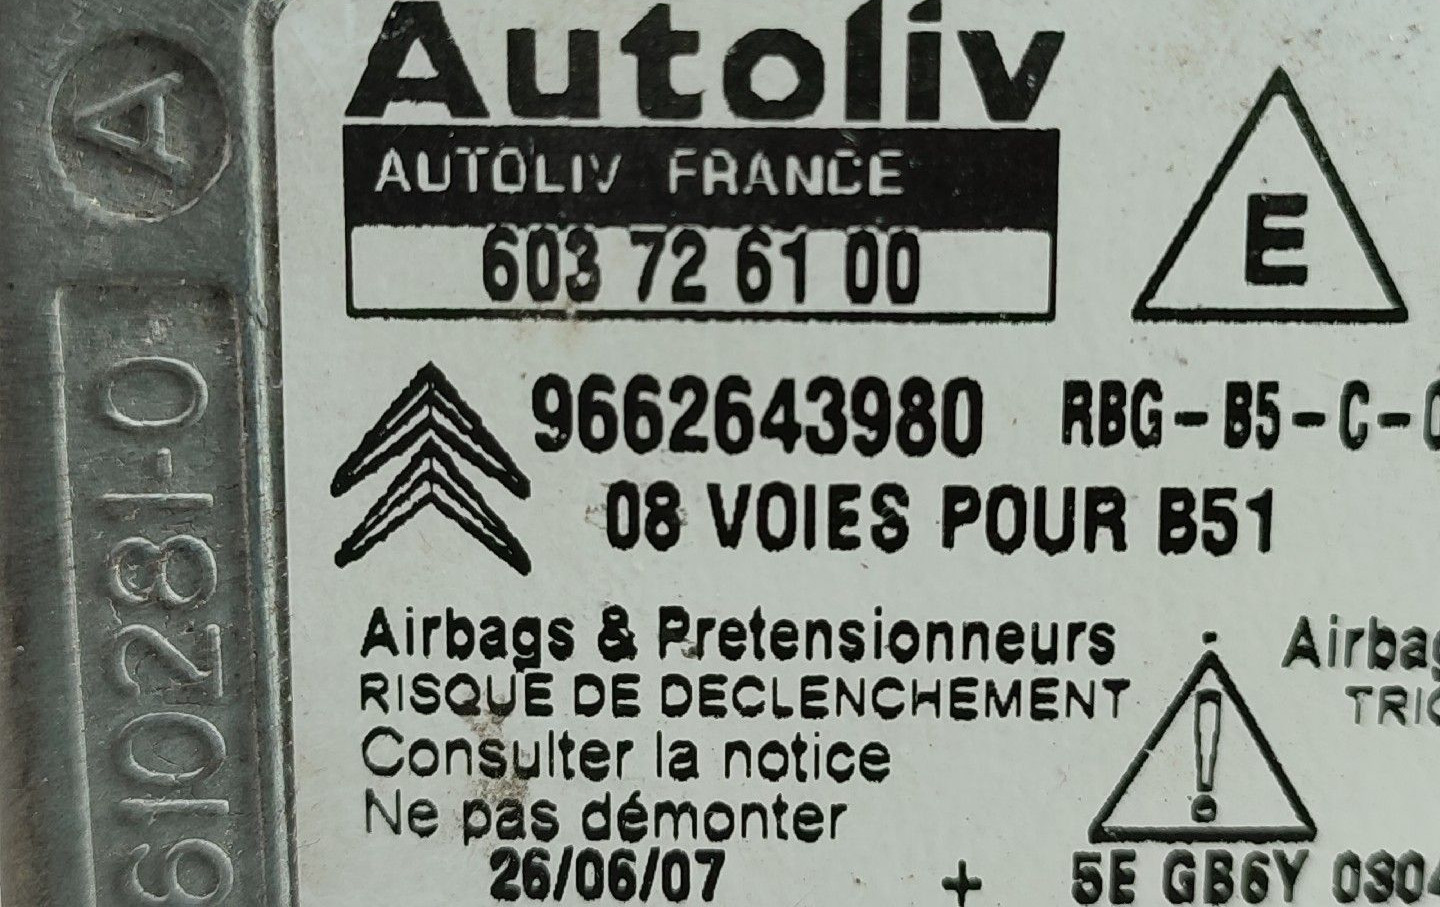 Autoliv
AUTOLIV FRANCE
603 72 61 00
E
9662643980 RBG-B5-C-
08 VOIES POUR B51
Airbags & Pretensionneurs
RISQUE DE DECLENCHEMENT
Consulter la notice
Ne pas démonter
26/06/07 + 5E GB6Y
!
A
610281-0